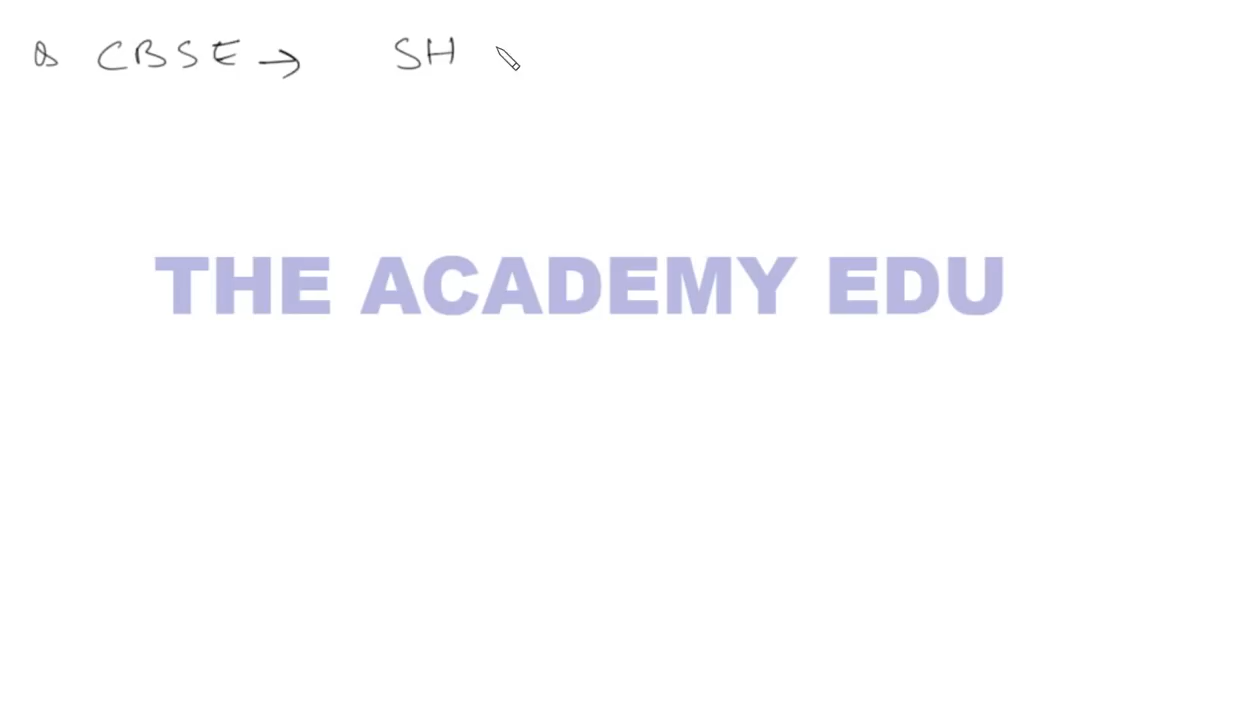 Q CBSE → SH
THE ACADEMY EDU